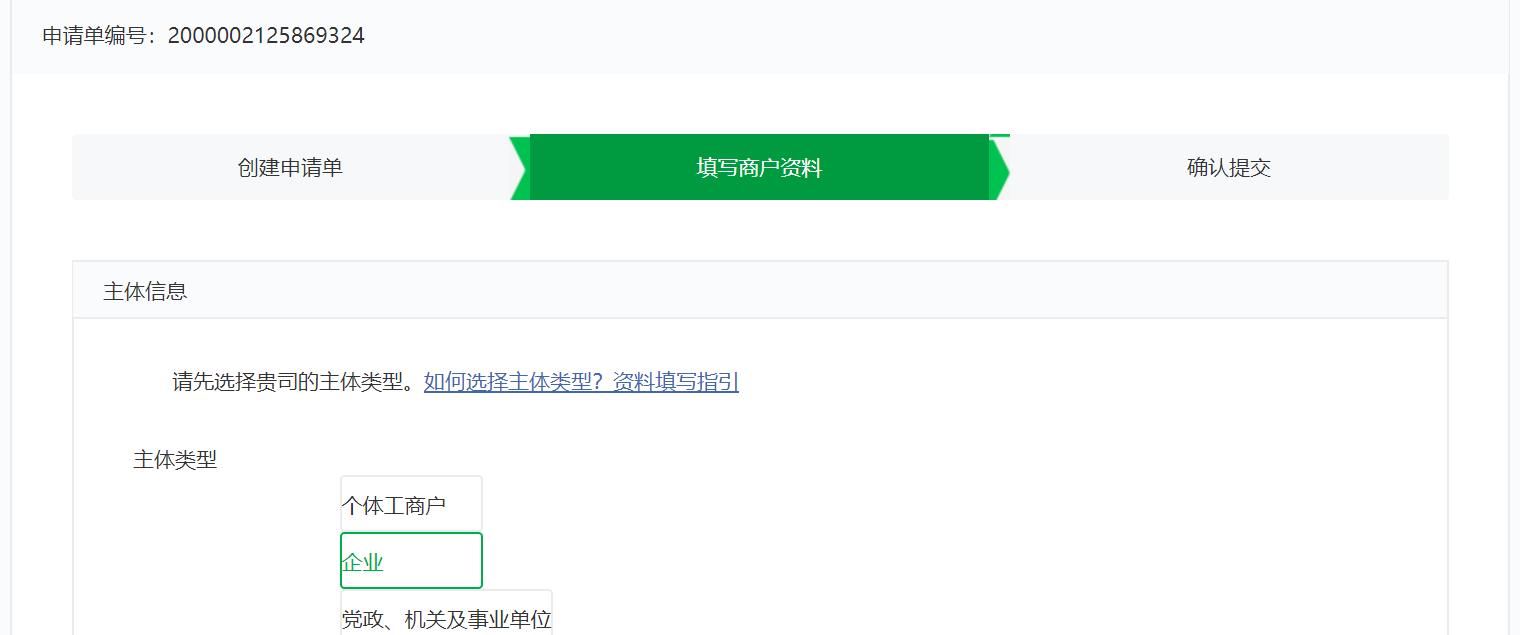 申请单编号：2000002125869324
创建申请单 填写商户资料 确认提交
主体信息
请先选择贵司的主体类型。如何选择主体类型？资料填写指引
主体类型
个体工商户
企业
党政、机关及事业单位